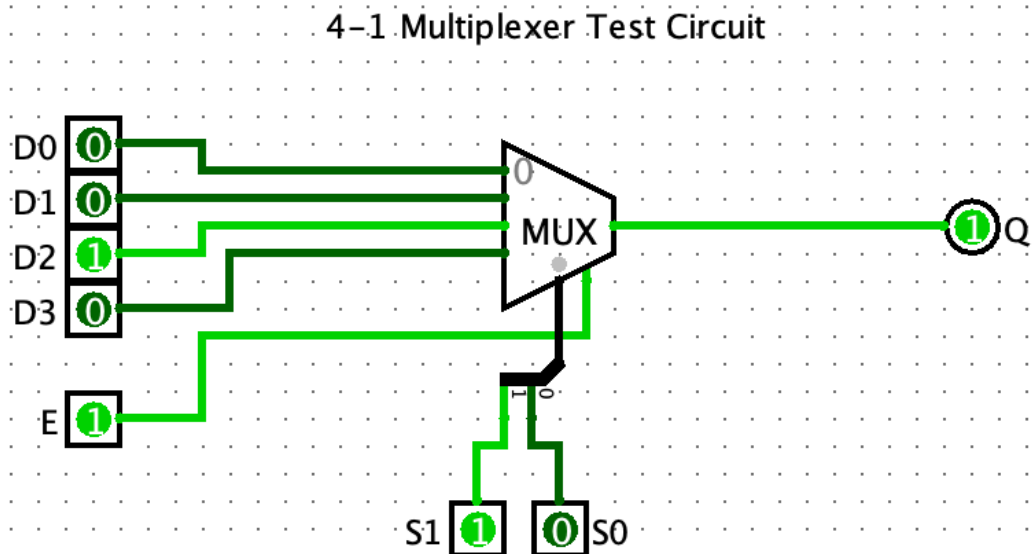 4-1 Multiplexer Test Circuit
D0 0
0
D1 0
D2 1
MUX
1 Q
D3 0
E 1
1 0
S1 1 0 S0